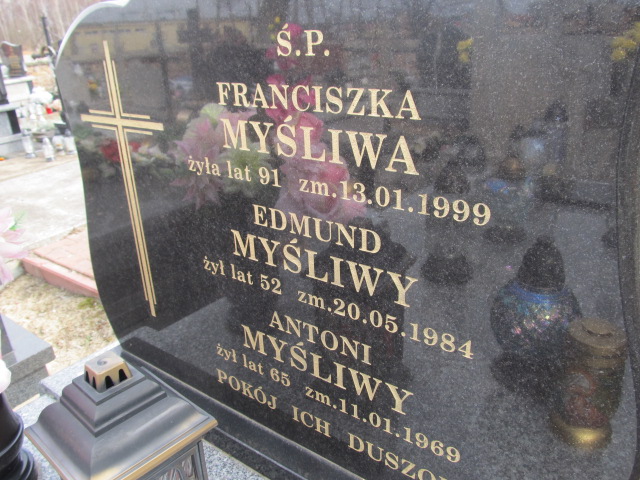 Ś.P.
FRANCISZKA
MYŚLIWA
żyła lat 91 zm.13.01.1999
EDMUND
MYŚLIWY
żył lat 52 zm.20.05.1984
ANTONI
MYŚLIWY
żył lat 65 zm.11.01.1969
POKÓJ ICH DUSZOM